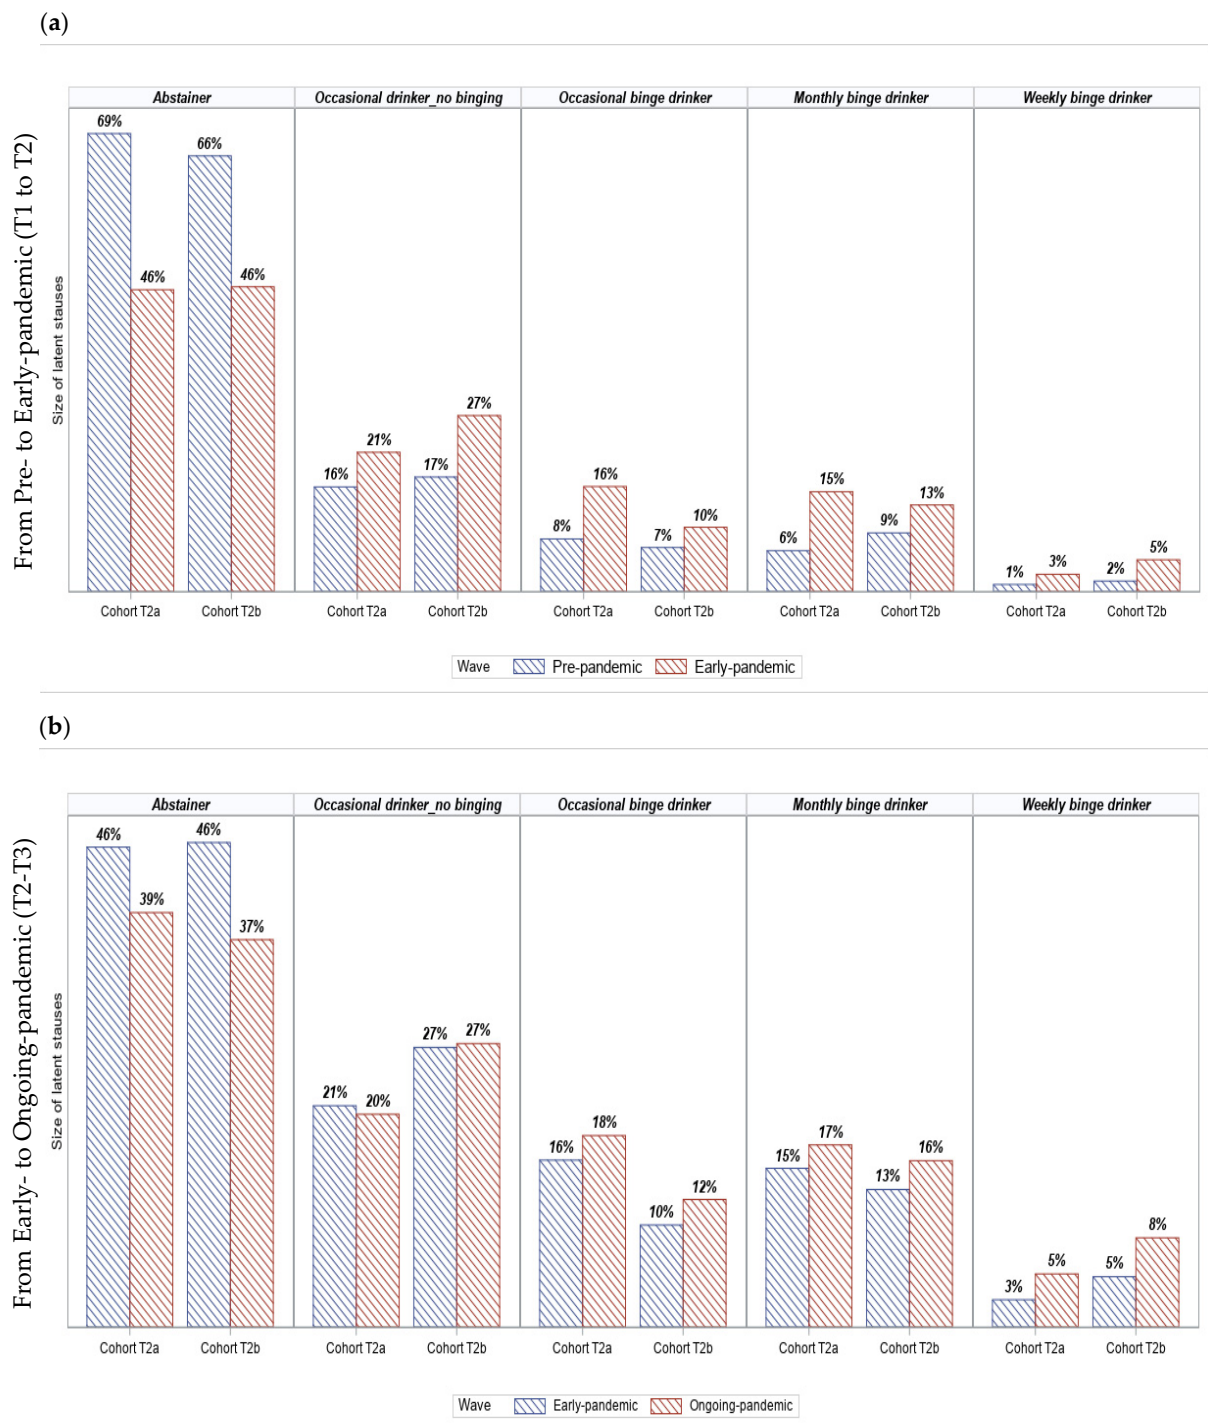 (a)
From Pre- to Early-pandemic (T1 to T2)
Size of latent stauses
Abstainer Occasional drinker_no binging Occasional binge drinker Monthly binge drinker Weekly binge drinker
69% 66% 46% 46%
16% 21% 17% 27%
8% 16% 7% 10%
6% 15% 9% 13%
1% 3% 2% 5%
Cohort T2a Cohort T2b Cohort T2a Cohort T2b Cohort T2a Cohort T2b Cohort T2a Cohort T2b Cohort T2a Cohort T2b
Wave Pre-pandemic Early-pandemic
(b)
From Early- to Ongoing-pandemic (T2-T3)
Size of latent stauses
Abstainer Occasional drinker_no binging Occasional binge drinker Monthly binge drinker Weekly binge drinker
46% 39% 46% 37%
21% 20% 27% 27%
16% 18% 10% 12%
15% 17% 13% 16%
3% 5% 5% 8%
Cohort T2a Cohort T2b Cohort T2a Cohort T2b Cohort T2a Cohort T2b Cohort T2a Cohort T2b Cohort T2a Cohort T2b
Wave Early-pandemic Ongoing-pandemic